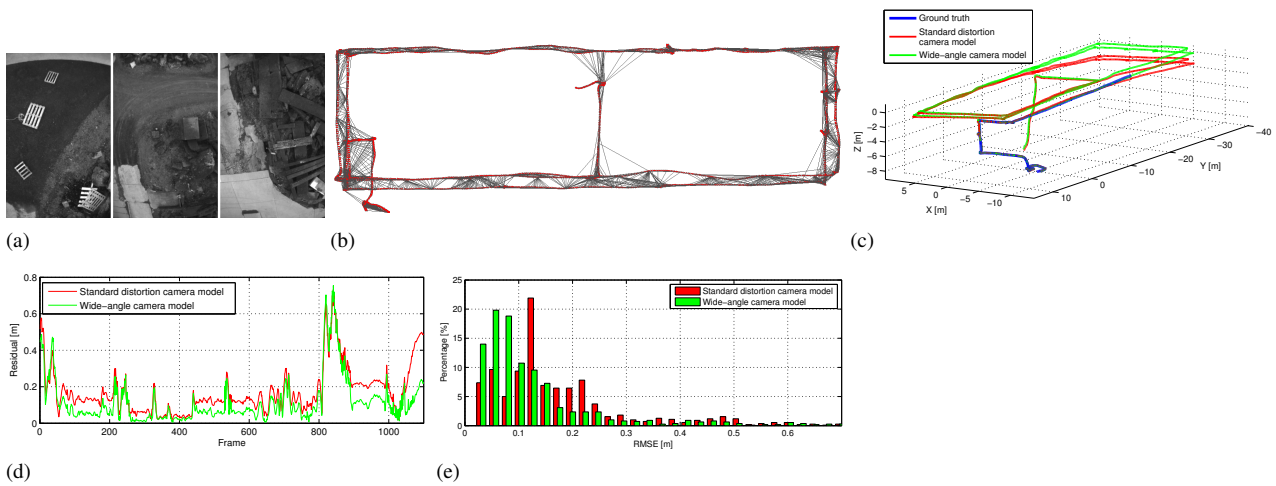 (a)
(b)
Ground truth
Standard distortion
camera model
Wide−angle camera model
0
−2
−4
−6
−8
Z [m]
5
0
−5
−10
X [m]
10
0
−10
−20
−30
−40
Y [m]
(c)
0.8
0.6
0.4
0.2
0
Residual [m]
Standard distortion camera model
Wide−angle camera model
0
200
400
600
800
1000
Frame
(d)
25
20
15
10
5
0
Percentage [%]
Standard distortion camera model
Wide−angle camera model
0
0.1
0.2
0.3
0.4
0.5
0.6
RMSE [m]
(e)